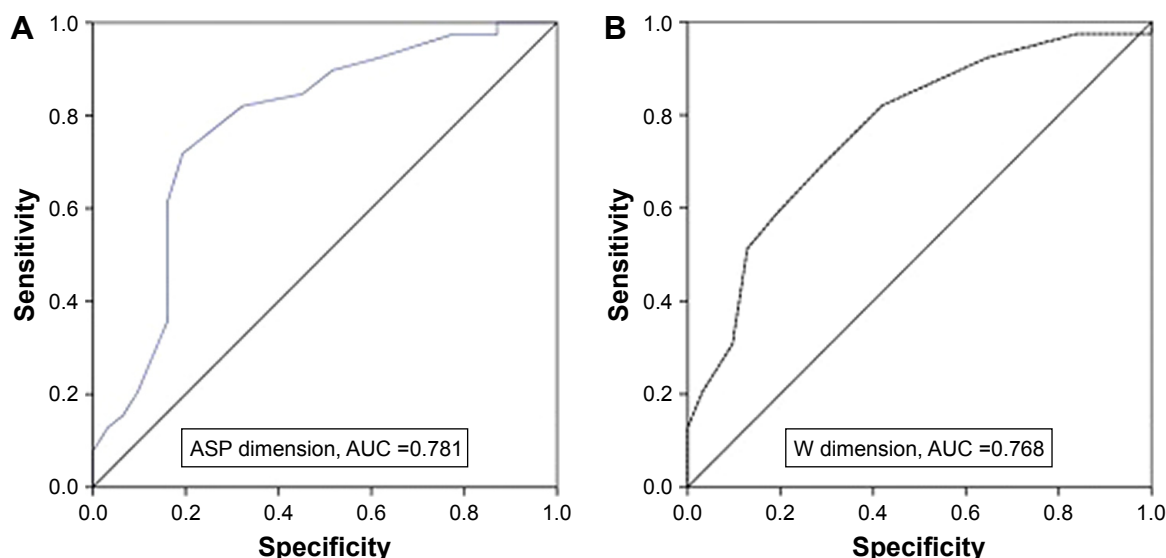 A
1.0
0.8
0.6
0.4
0.2
0.0
Sensitivity
ASP dimension, AUC =0.781
0.0 0.2 0.4 0.6 0.8 1.0
Specificity
B
1.0
0.8
0.6
0.4
0.2
0.0
Sensitivity
W dimension, AUC =0.768
0.0 0.2 0.4 0.6 0.8 1.0
Specificity